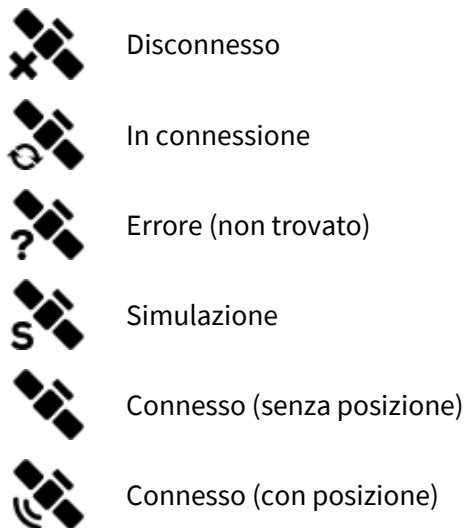 Disconnesso
In connessione
? Errore (non trovato)
S Simulazione
Connesso (senza posizione)
Connesso (con posizione)